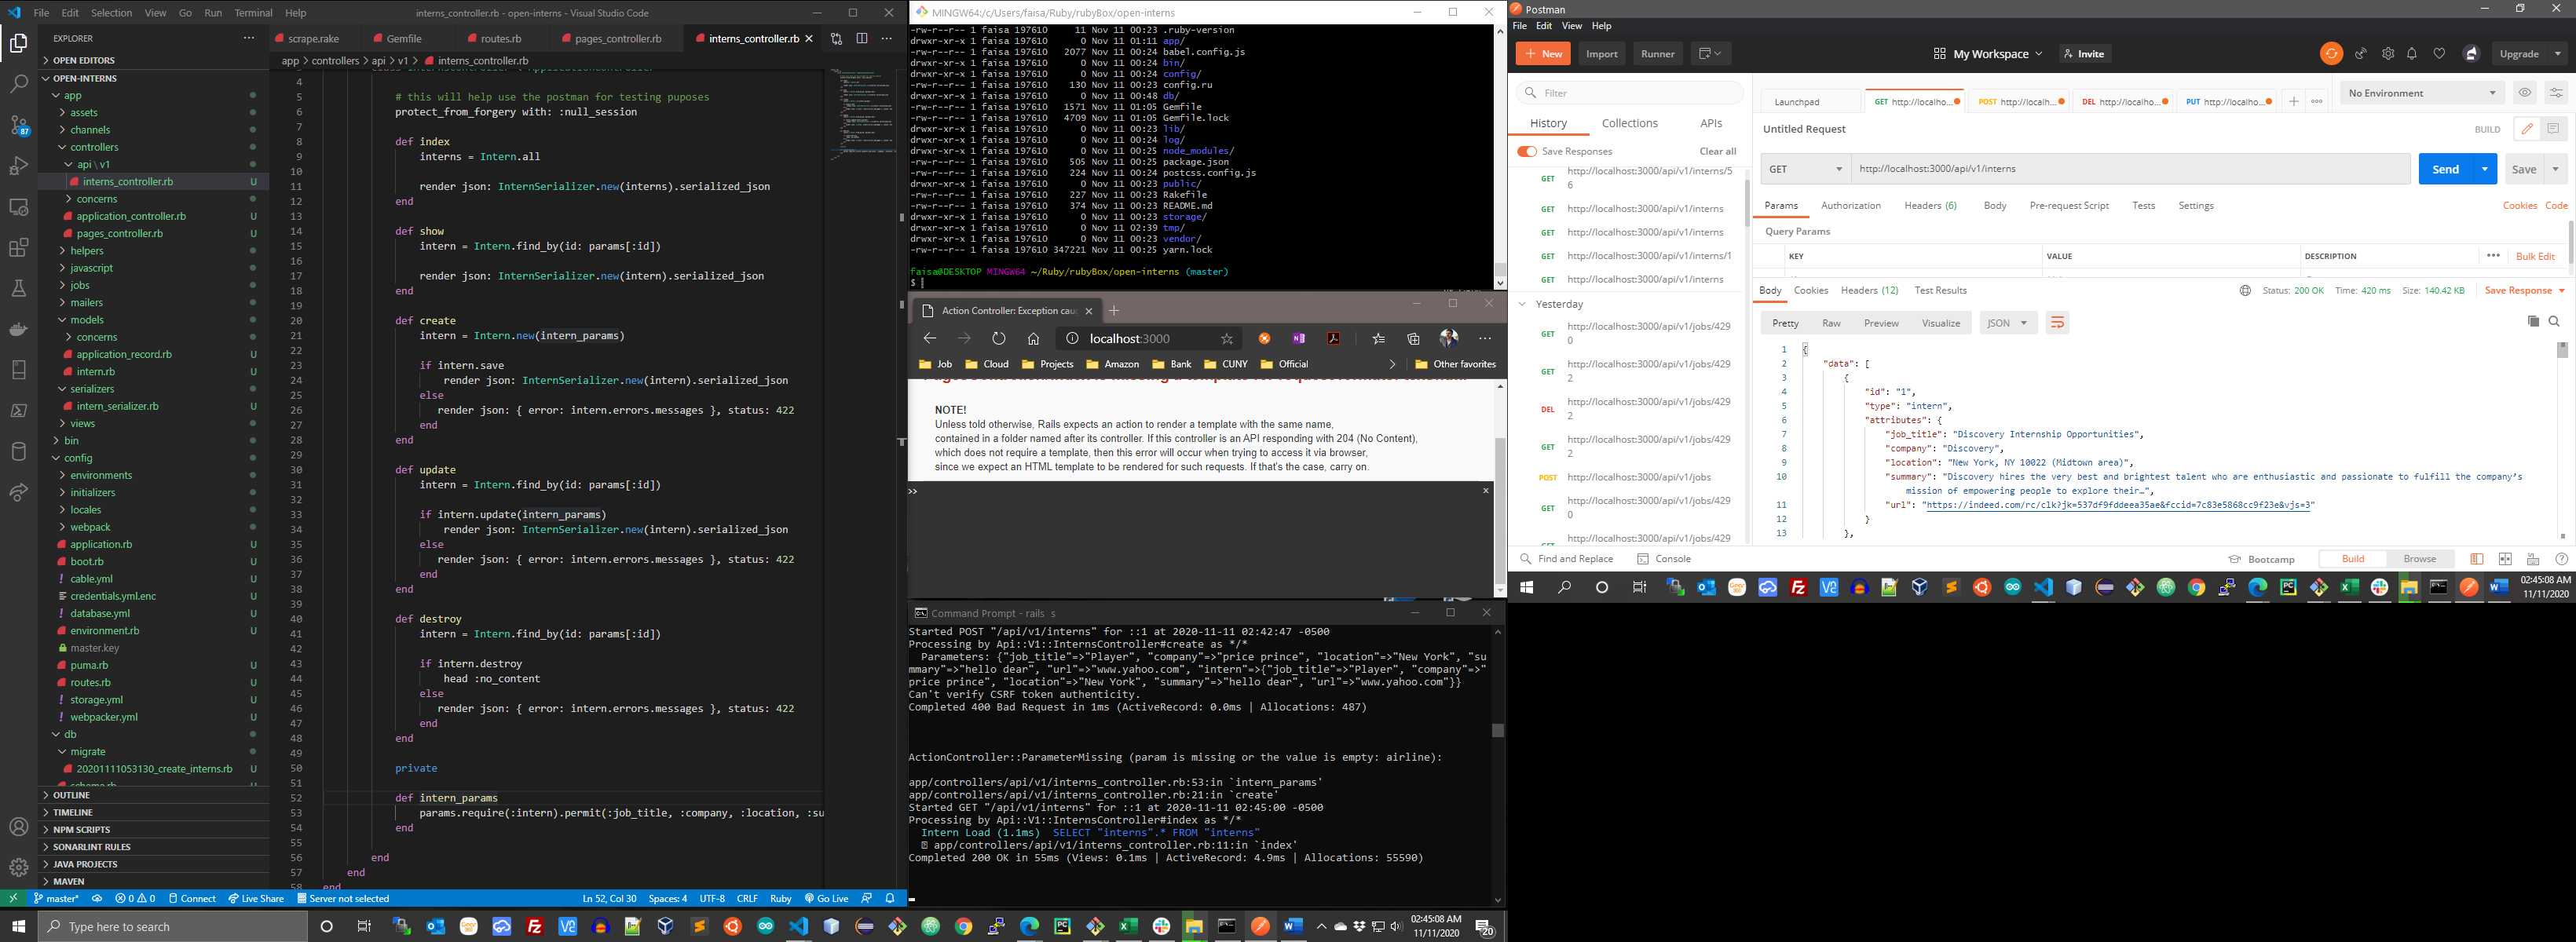 File Edit Selection View Go Run Terminal Help
interns_controller.rb - open-interns - Visual Studio Code
EXPLORER
OPEN EDITORS
OPEN-INTERNS
app
assets
channels
controllers
api \ v1
interns_controller.rb U
concerns
application_controller.rb U
pages_controller.rb U
helpers
javascript
jobs
mailers
models
concerns
application_record.rb U
intern.rb U
serializers
intern_serializer.rb U
views
bin
config
environments
initializers
locales
webpack
application.rb U
boot.rb U
cable.yml U
credentials.yml.enc U
database.yml U
environment.rb U
master.key
puma.rb U
routes.rb U
storage.yml U
webpacker.yml U
db
migrate
20201111053130_create_interns.rb U
OUTLINE
TIMELINE
NPM SCRIPTS
SONARLINT RULES
JAVA PROJECTS
MAVEN
scrape.rake Gemfile routes.rb pages_controller.rb interns_controller.rb
app > controllers > api > v1 > interns_controller.rb
4
5 # this will help use the postman for testing puposes
6 protect_from_forgery with: :null_session
7
8 def index
9 interns = Intern.all
10
11 render json: InternSerializer.new(interns).serialized_json
12 end
13
14 def show
15 intern = Intern.find_by(id: params[:id])
16
17 render json: InternSerializer.new(intern).serialized_json
18 end
19
20 def create
21 intern = Intern.new(intern_params)
22
23 if intern.save
24 render json: InternSerializer.new(intern).serialized_json
25 else
26 render json: { error: intern.errors.messages }, status: 422
27 end
28 end
29
30 def update
31 intern = Intern.find_by(id: params[:id])
32
33 if intern.update(intern_params)
34 render json: InternSerializer.new(intern).serialized_json
35 else
36 render json: { error: intern.errors.messages }, status: 422
37 end
38 end
39
40 def destroy
41 intern = Intern.find_by(id: params[:id])
42
43 if intern.destroy
44 head :no_content
45 else
46 render json: { error: intern.errors.messages }, status: 422
47 end
48 end
49
50 private
51
52 def intern_params
53 params.require(:intern).permit(:job_title, :company, :location, :su
54 end
55
56 end
57 end
58 end
master* 0 0 Connect Live Share Server not selected
Ln 52, Col 30 Spaces: 4 UTF-8 CRLF Ruby Go Live
Type here to search
02:45:08 AM
11/11/2020
20
MINGW64:/c/Users/faisa/Ruby/rubyBox/open-interns
-rw-r--r-- 1 faisa 197610 11 Nov 11 00:23 .ruby-version
drwxr-xr-x 1 faisa 197610 0 Nov 11 01:11 app/
-rw-r--r-- 1 faisa 197610 2077 Nov 11 00:24 babel.config.js
drwxr-xr-x 1 faisa 197610 0 Nov 11 00:24 bin/
drwxr-xr-x 1 faisa 197610 0 Nov 11 00:24 config/
-rw-r--r-- 1 faisa 197610 130 Nov 11 00:23 config.ru
drwxr-xr-x 1 faisa 197610 0 Nov 11 00:48 db/
-rw-r--r-- 1 faisa 197610 1571 Nov 11 01:05 Gemfile
-rw-r--r-- 1 faisa 197610 4709 Nov 11 01:05 Gemfile.lock
drwxr-xr-x 1 faisa 197610 0 Nov 11 00:23 lib/
drwxr-xr-x 1 faisa 197610 0 Nov 11 00:24 log/
drwxr-xr-x 1 faisa 197610 0 Nov 11 00:25 node_modules/
-rw-r--r-- 1 faisa 197610 505 Nov 11 00:25 package.json
-rw-r--r-- 1 faisa 197610 224 Nov 11 00:24 postcss.config.js
drwxr-xr-x 1 faisa 197610 0 Nov 11 00:23 public/
-rw-r--r-- 1 faisa 197610 227 Nov 11 00:23 Rakefile
-rw-r--r-- 1 faisa 197610 374 Nov 11 00:23 README.md
drwxr-xr-x 1 faisa 197610 0 Nov 11 00:23 storage/
drwxr-xr-x 1 faisa 197610 0 Nov 11 02:39 tmp/
drwxr-xr-x 1 faisa 197610 0 Nov 11 00:23 vendor/
-rw-r--r-- 1 faisa 197610 347221 Nov 11 00:25 yarn.lock
faisa@DESKTOP MINGW64 ~/Ruby/rubyBox/open-interns (master)
$
Action Controller: Exception cau
localhost:3000
Job Cloud Projects Amazon Bank CUNY Official Other favorites
NOTE!
Unless told otherwise, Rails expects an action to render a template with the same name,
contained in a folder named after its controller. If this controller is an API responding with 204 (No Content),
which does not require a template, then this error will occur when trying to access it via browser,
since we expect an HTML template to be rendered for such requests. If that's the case, carry on.
>> x
Command Prompt - rails s
Started POST "/api/v1/interns" for ::1 at 2020-11-11 02:42:47 -0500
Processing by Api::V1::InternsController#create as */*
Parameters: {"job_title"=>"Player", "company"=>"price prince", "location"=>"New York", "su
mmary"=>"hello dear", "url"=>"www.yahoo.com", "intern"=>{"job_title"=>"Player", "company"=>"
price prince", "location"=>"New York", "summary"=>"hello dear", "url"=>"www.yahoo.com"}}
Can't verify CSRF token authenticity.
Completed 400 Bad Request in 1ms (ActiveRecord: 0.0ms | Allocations: 487)
ActionController::ParameterMissing (param is missing or the value is empty: airline):
app/controllers/api/v1/interns_controller.rb:53:in `intern_params'
app/controllers/api/v1/interns_controller.rb:21:in `create'
Started GET "/api/v1/interns" for ::1 at 2020-11-11 02:45:00 -0500
Processing by Api::V1::InternsController#index as */*
Intern Load (1.1ms) SELECT "interns".* FROM "interns"
app/controllers/api/v1/interns_controller.rb:11:in `index'
Completed 200 OK in 55ms (Views: 0.1ms | ActiveRecord: 4.9ms | Allocations: 55590)
Postman
File Edit View Help
New Import Runner
My Workspace Invite
Upgrade
Filter
History Collections APIs
Save Responses Clear all
GET http://localhost:3000/api/v1/interns/5
6
GET http://localhost:3000/api/v1/interns
GET http://localhost:3000/api/v1/interns
GET http://localhost:3000/api/v1/interns/1
GET http://localhost:3000/api/v1/interns
Yesterday
GET http://localhost:3000/api/v1/jobs/429
0
GET http://localhost:3000/api/v1/jobs/429
2
DEL http://localhost:3000/api/v1/jobs/429
2
GET http://localhost:3000/api/v1/jobs/429
2
POST http://localhost:3000/api/v1/jobs
GET http://localhost:3000/api/v1/jobs/429
0
GET http://localhost:3000/api/v1/jobs/429
Launchpad GET http://localho... POST http://localh... DEL http://localho... PUT http://localho...
No Environment
Untitled Request BUILD
GET http://localhost:3000/api/v1/interns Send Save
Params Authorization Headers (6) Body Pre-request Script Tests Settings Cookies Code
Query Params
KEY VALUE DESCRIPTION ••• Bulk Edit
Body Cookies Headers (12) Test Results
Status: 200 OK Time: 420 ms Size: 140.42 KB Save Response
Pretty Raw Preview Visualize JSON
1 {
2 "data": [
3 {
4 "id": "1",
5 "type": "intern",
6 "attributes": {
7 "job_title": "Discovery Internship Opportunities",
8 "company": "Discovery",
9 "location": "New York, NY 10022 (Midtown area)",
10 "summary": "Discovery hires the very best and brightest talent who are enthusiastic and passionate to fulfill the company's
mission of empowering people to explore their…",
11 "url": "https://indeed.com/rc/clk?jk=537df9fddeea35ae&fccid=7c83e5868cc9f23e&vjs=3"
12 }
13 },
Find and Replace Console
Bootcamp Build Browse
02:45:08 AM
11/11/2020